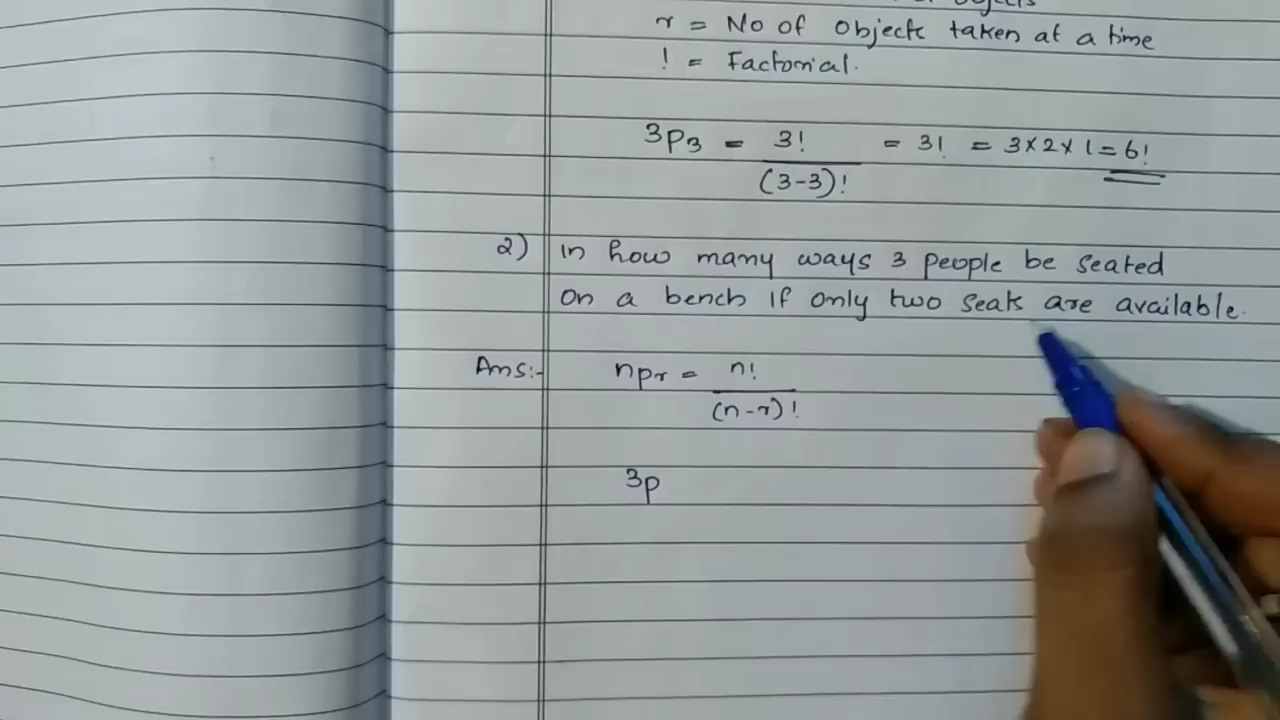 r = No of objects taken at a time
! = Factorial.
3P3 = 3! / (3-3)! = 3! = 3×2×1 = 6!
2) In how many ways 3 people be seated
on a bench if only two seats are available.
Ans:- nPr = n! / (n-r)!
3P